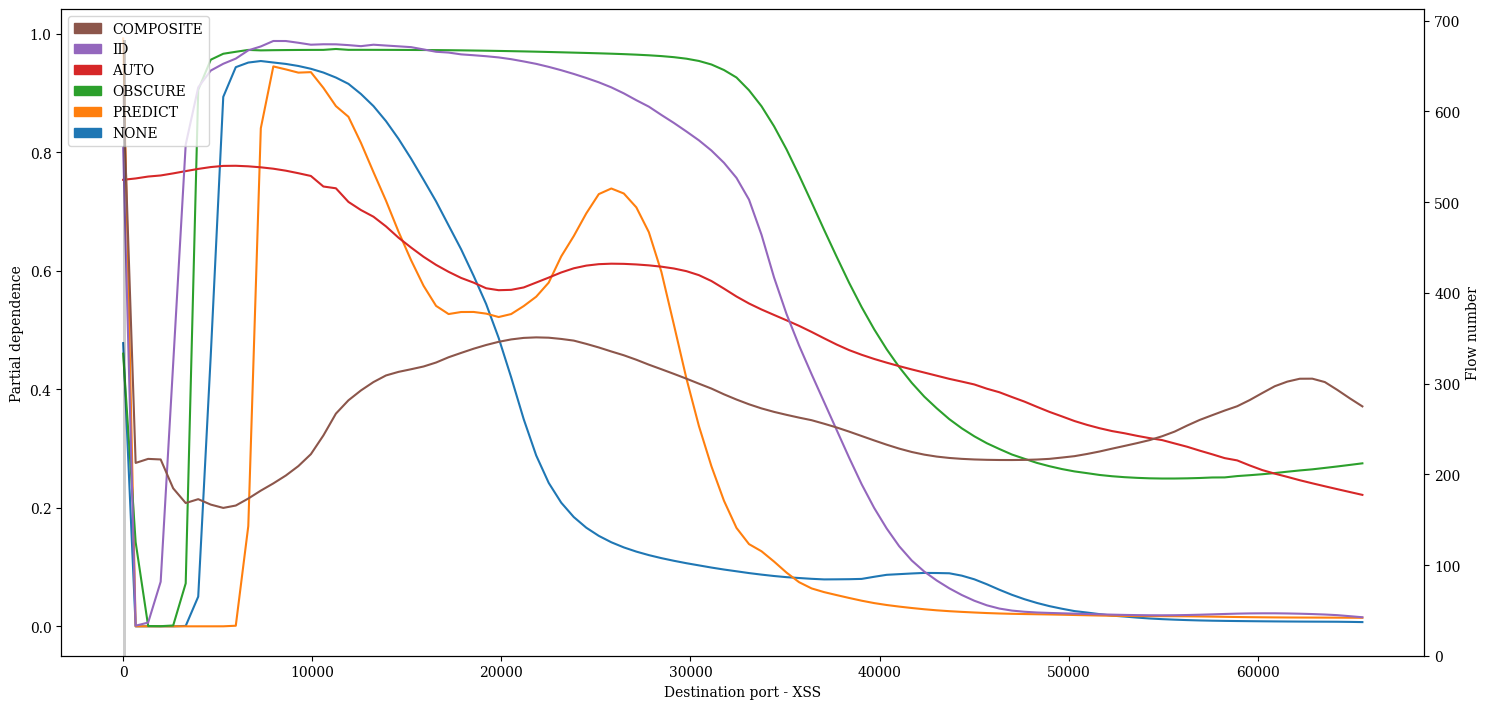 COMPOSITE
ID
AUTO
OBSCURE
PREDICT
NONE
Partial dependence
1.0
0.8
0.6
0.4
0.2
0.0
0 10000 20000 30000 40000 50000 60000
Destination port - XSS
700
600
500
400
300
200
100
0
Flow number